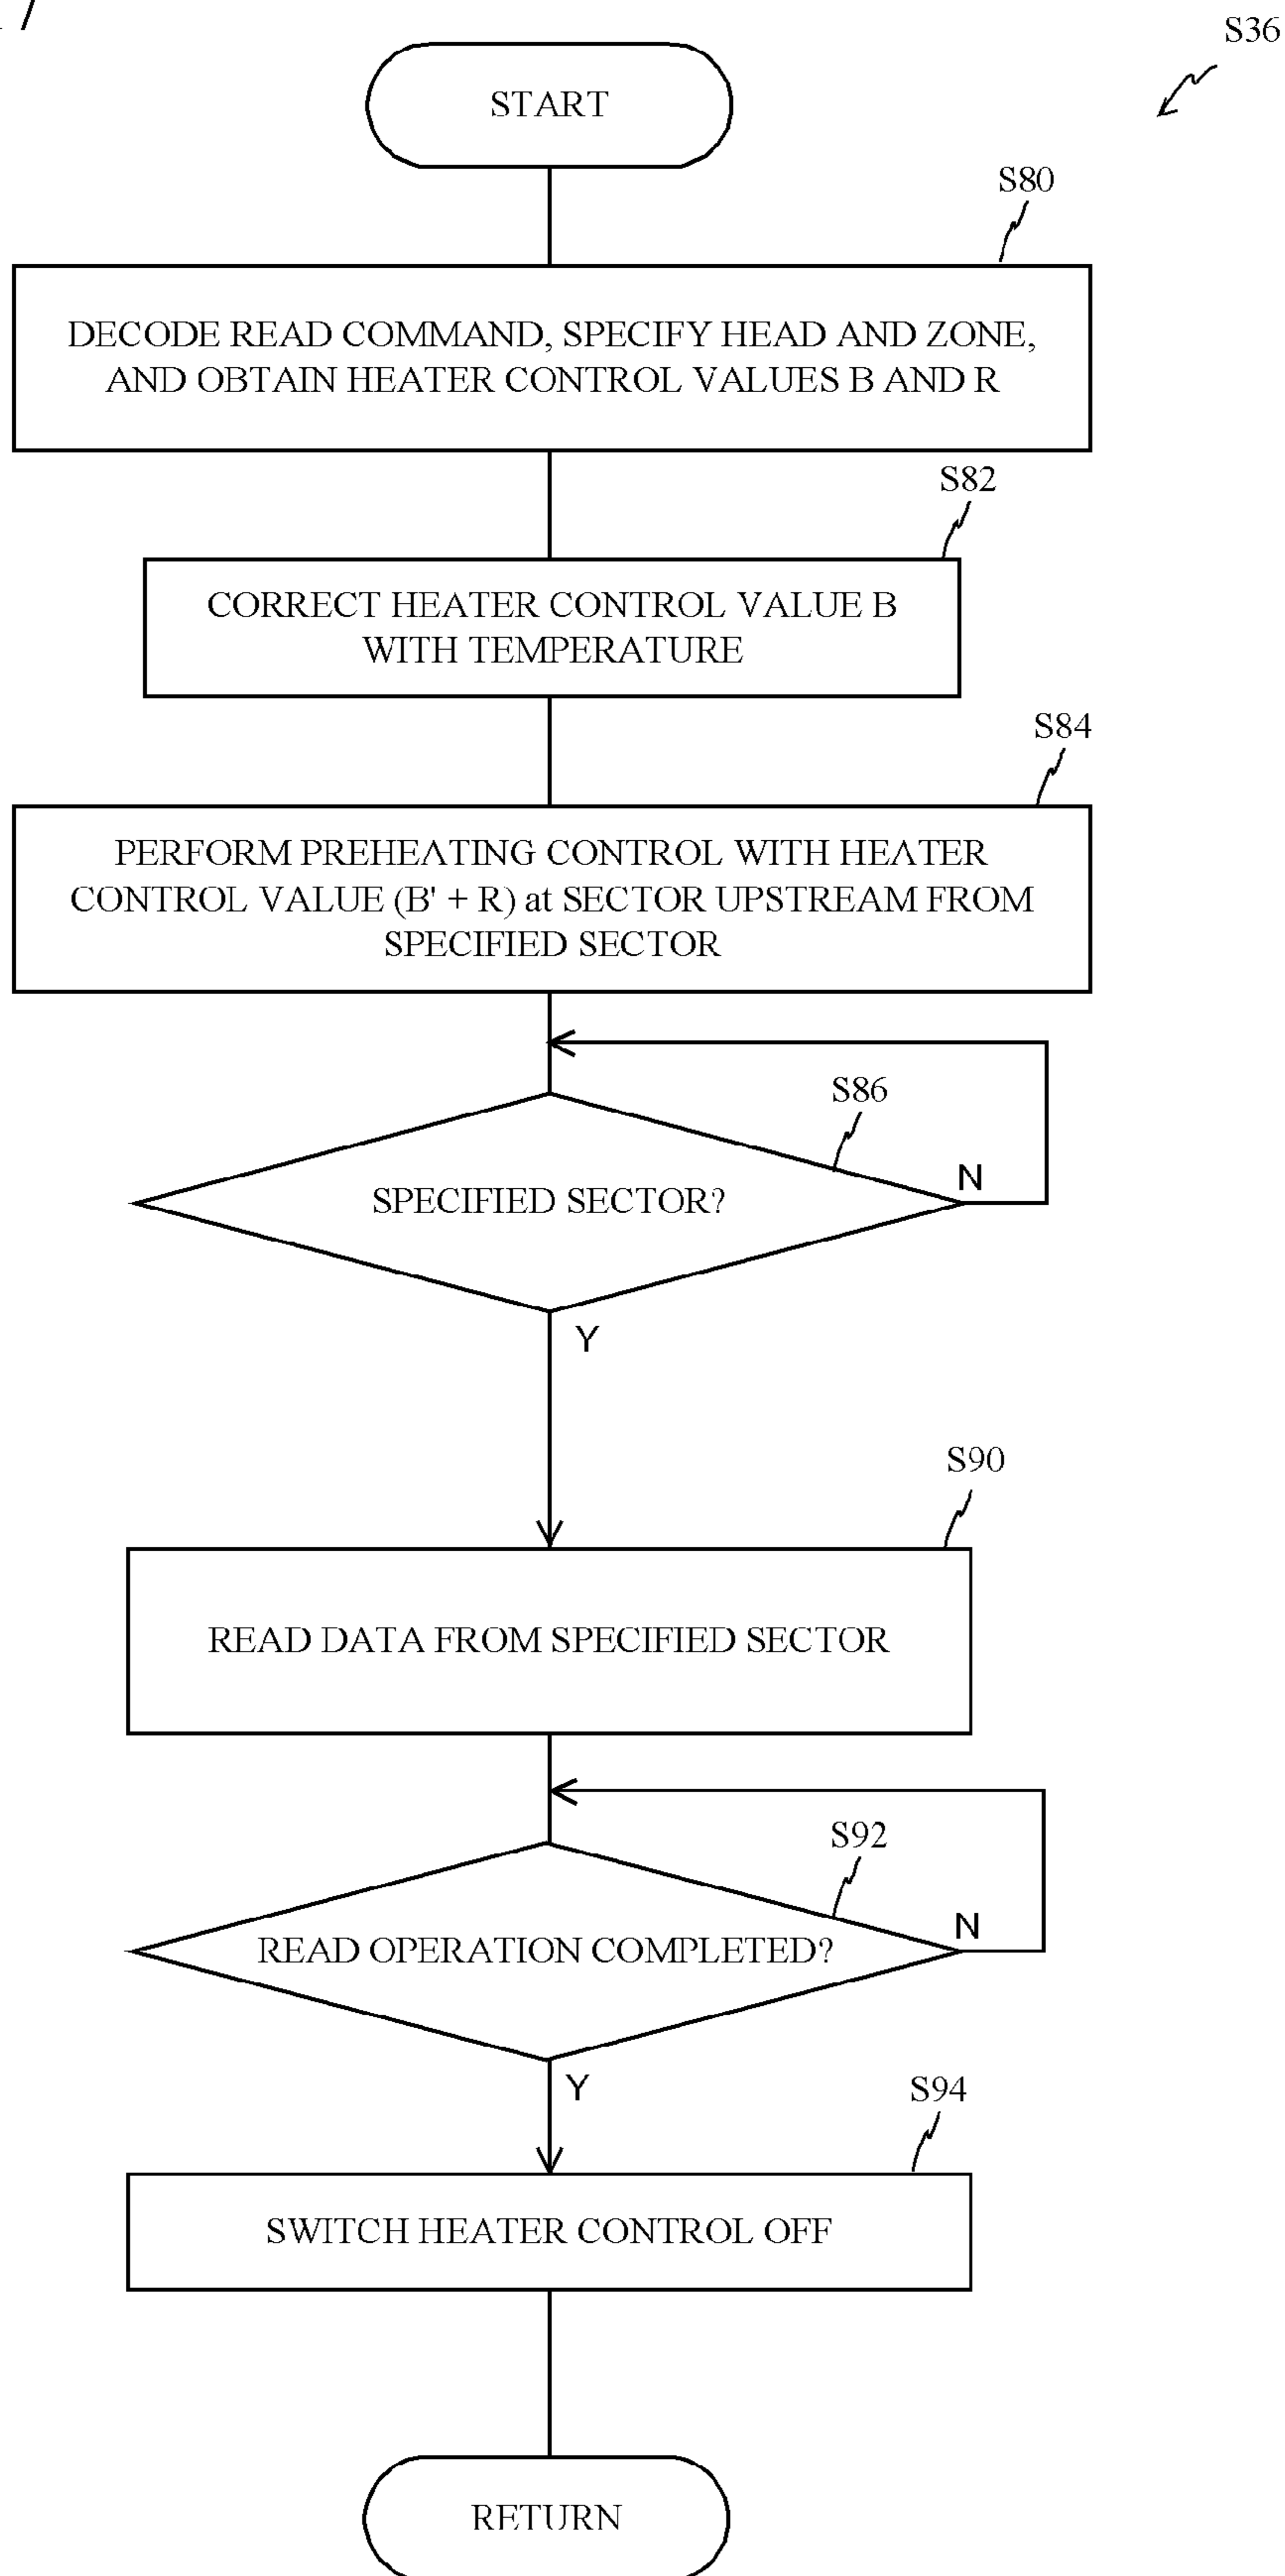 7
S36
START
S80
DECODE READ COMMAND, SPECIFY HEAD AND ZONE,
AND OBTAIN HEATER CONTROL VALUES B AND R
S82
CORRECT HEATER CONTROL VALUE B
WITH TEMPERATURE
S84
PERFORM PREHEATING CONTROL WITH HEATER
CONTROL VALUE (B' + R) at SECTOR UPSTREAM FROM
SPECIFIED SECTOR
S86
N
SPECIFIED SECTOR?
Y
S90
READ DATA FROM SPECIFIED SECTOR
S92
N
READ OPERATION COMPLETED?
Y
S94
SWITCH HEATER CONTROL OFF
RETURN